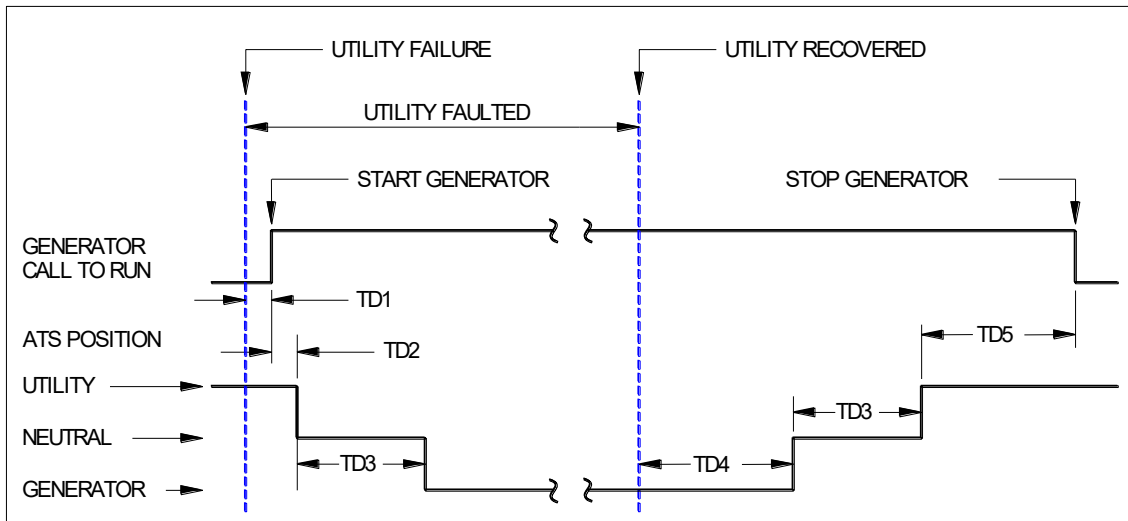 UTILITY FAILURE
UTILITY RECOVERED
UTILITY FAULTED
START GENERATOR
STOP GENERATOR
GENERATOR
CALL TO RUN
TD1
ATS POSITION
TD2
TD5
UTILITY
TD3
NEUTRAL
TD3
TD4
GENERATOR